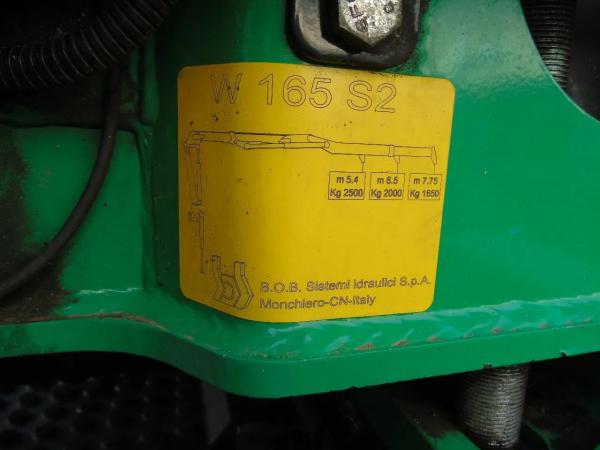 W 165 S2
m 5.4 m 6.5 m 7.75
Kg 2500 Kg 2000 Kg 1650
B.O.B. Sistemi Idraulici S.p.A.
Monchiero-CN-Italy